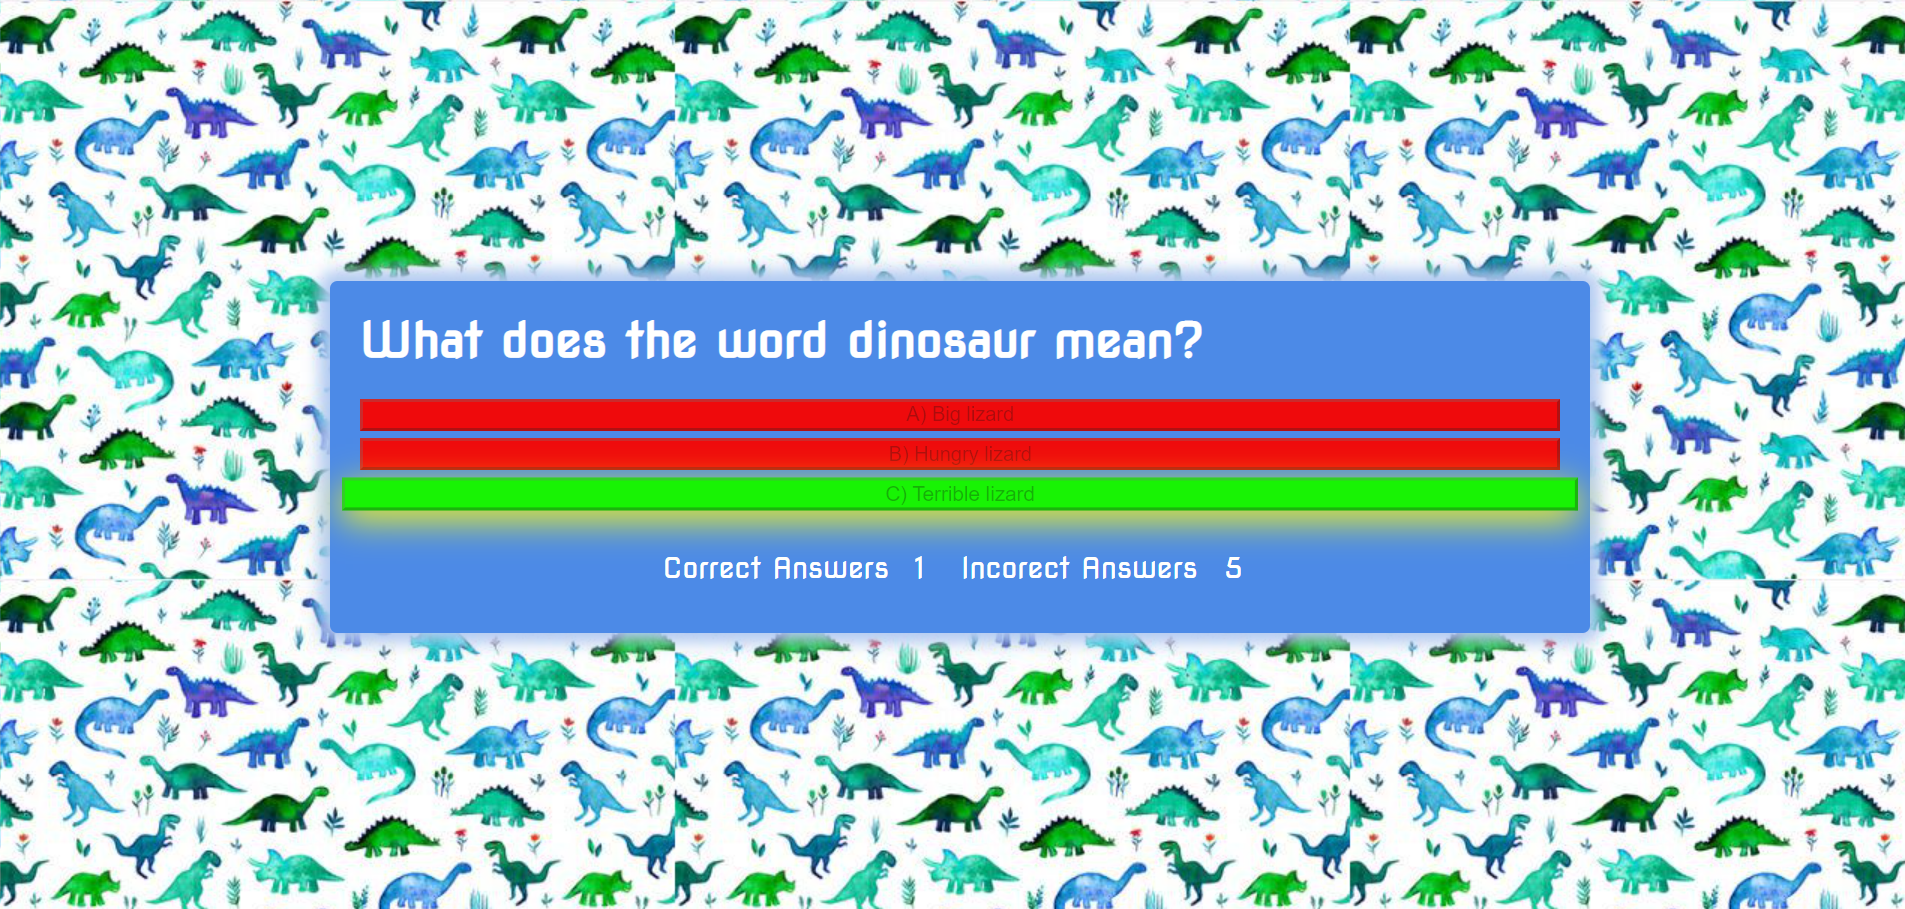 What does the word dinosaur mean?
A) Big lizard
B) Hungry lizard
C) Terrible lizard
Correct Answers 1 Incorect Answers 5